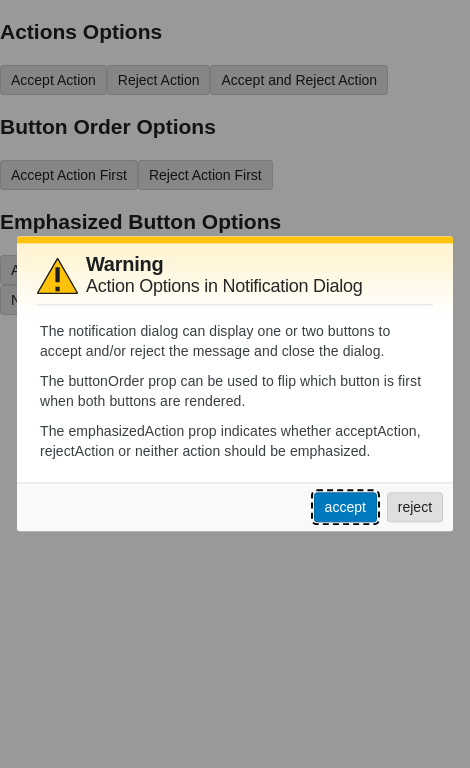 Actions Options
Accept Action Reject Action Accept and Reject Action
Button Order Options
Accept Action First Reject Action First
Emphasized Button Options
A
N
Warning
Action Options in Notification Dialog
The notification dialog can display one or two buttons to
accept and/or reject the message and close the dialog.
The buttonOrder prop can be used to flip which button is first
when both buttons are rendered.
The emphasizedAction prop indicates whether acceptAction,
rejectAction or neither action should be emphasized.
accept reject